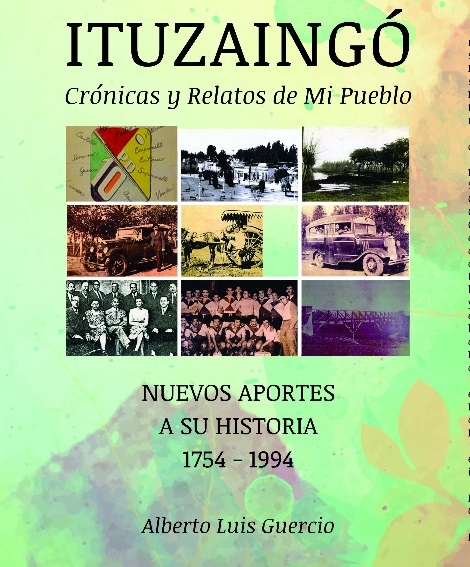 ITUZAINGÓ
Crónicas y Relatos de Mi Pueblo
NUEVOS APORTES
A SU HISTORIA
1754 - 1994
Alberto Luis Guercio